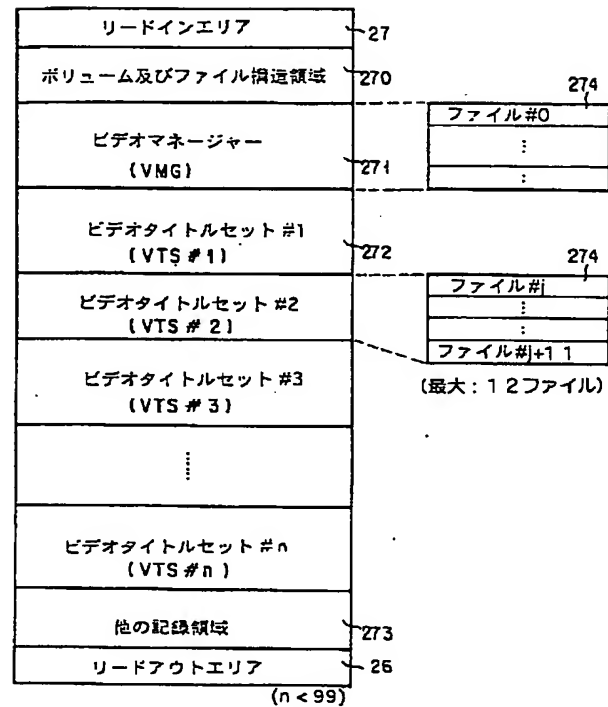 リードインエリア
27
ボリューム及びファイル構造領域
270
274
ファイル#0
ビデオマネージャー
(VMG)
271
ビデオタイトルセット#1
(VTS #1)
272
274
ファイル#j
ビデオタイトルセット#2
(VTS # 2)
ファイル#j+11
(最大:12ファイル)
ビデオタイトルセット#3
(VTS # 3)
ビデオタイトルセット#n
(VTS #n)
他の記録領域
273
リードアウトエリア
26
(n<99)